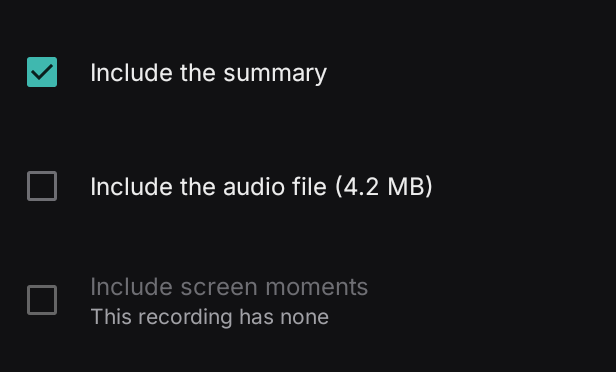 Include the summary
Include the audio file (4.2 MB)
Include screen moments
This recording has none